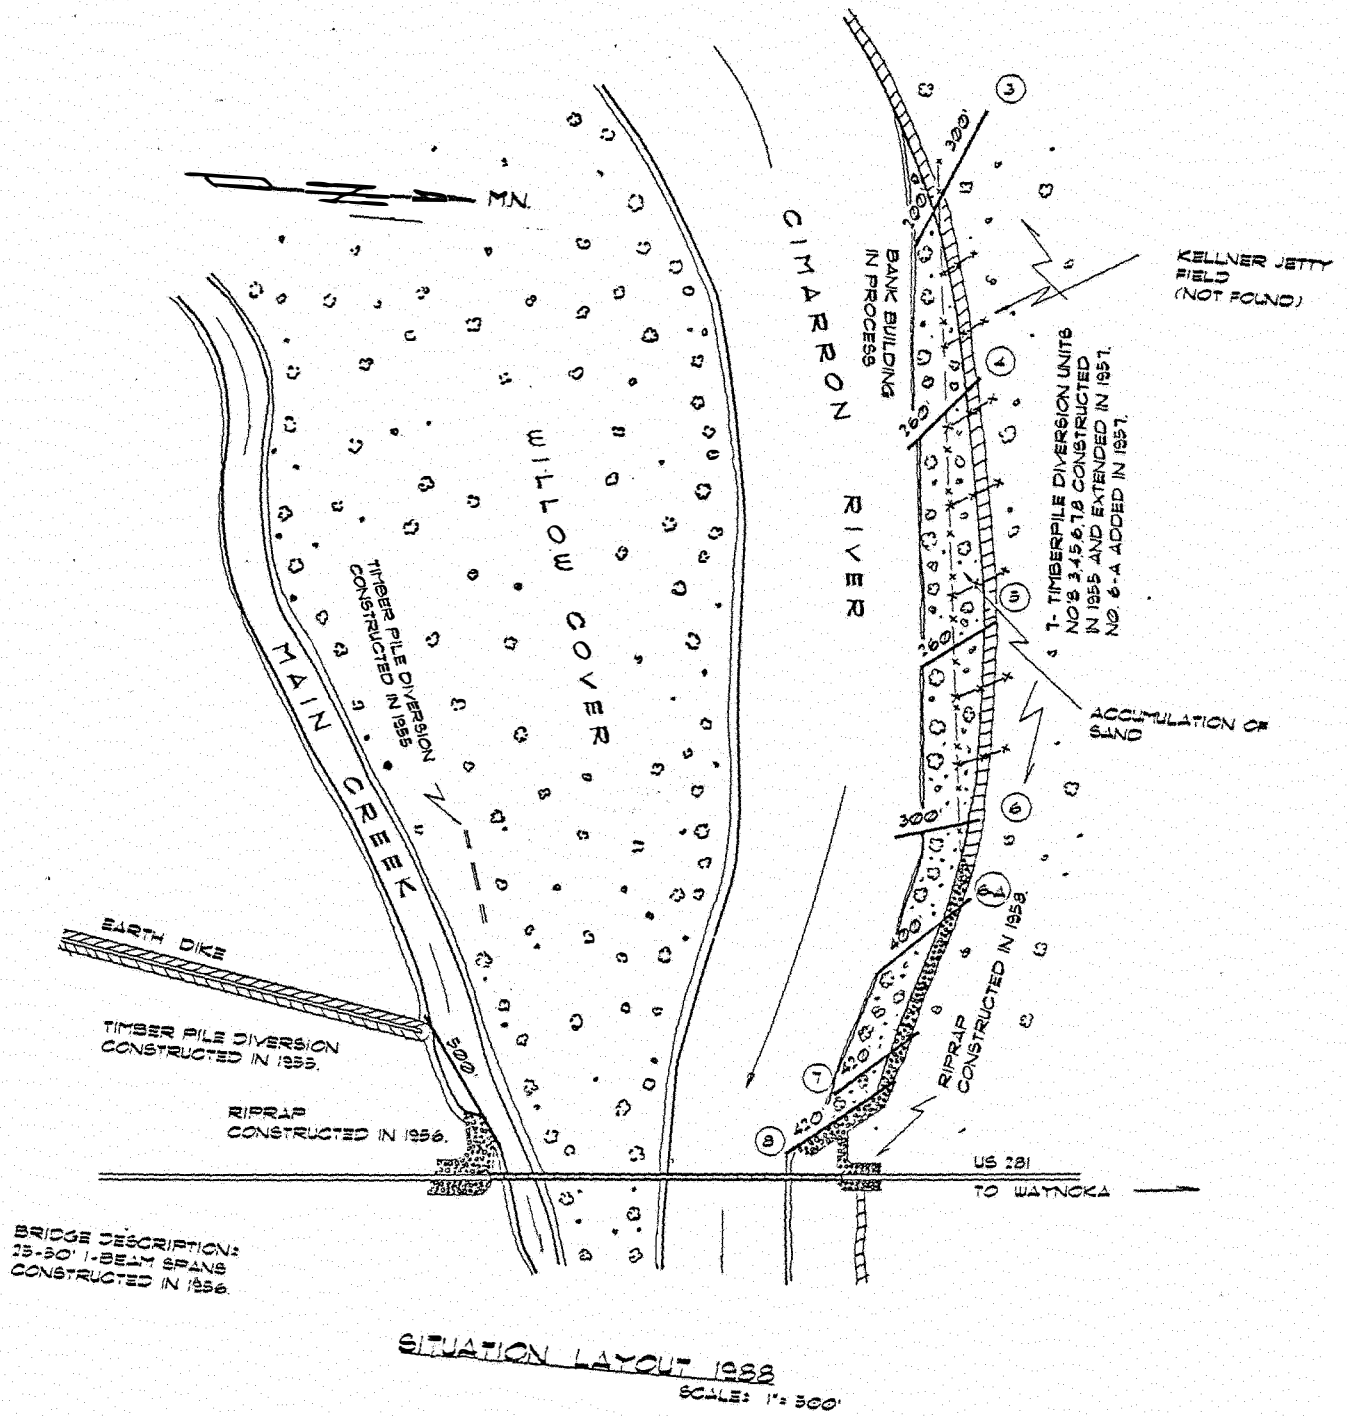 3
300'
M.N.
200
CIMARRON
RIVER
BANK BUILDING
IN PROCESS
KELLNER JETTY
FIELD
(NOT FOUND)
4
260
7- TIMBERPILE DIVERSION UNITS
NO'S 3,4,5,6,7,8 CONSTRUCTED
IN 1955 AND EXTENDED IN 1957.
NO. 6-A ADDED IN 1957.
WILLOW COVER
TIMBER PILE DIVERSION
CONSTRUCTED IN 1955
5
260
MAIN CREEK
ACCUMULATION OF
SAND
6
300
6-A
400
RIPRAP
CONSTRUCTED IN 1958.
EARTH DIKE
TIMBER PILE DIVERSION
CONSTRUCTED IN 1955.
500'
7
420
RIPRAP
CONSTRUCTED IN 1956.
8
420
US 281
TO WAYNOKA
BRIDGE DESCRIPTION:
25-50' I-BEAM SPANS
CONSTRUCTED IN 1956.
SITUATION LAYOUT 1988
SCALE: 1"= 300'